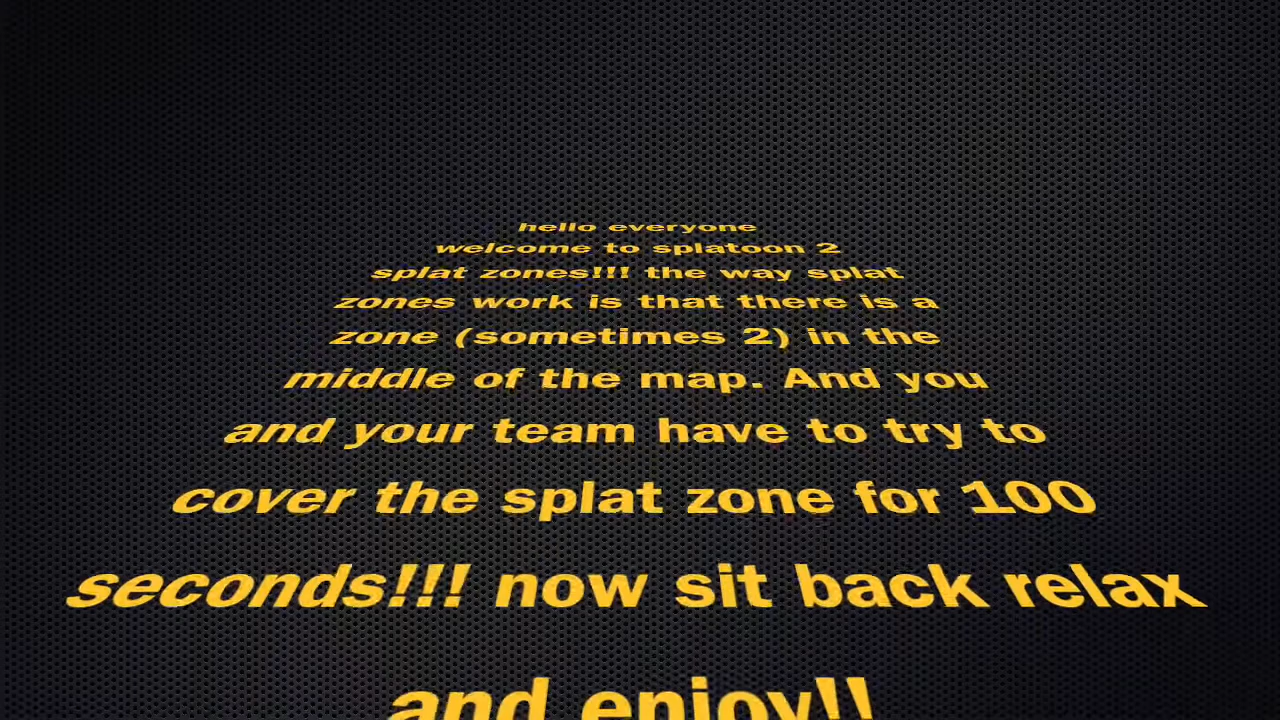 hello everyone
welcome to splatoon 2
splat zones!!! the way splat
zones work is that there is a
zone (sometimes 2) in the
middle of the map. And you
and your team have to try to
cover the splat zone for 100
seconds!!! now sit back relax
and enjoy!!